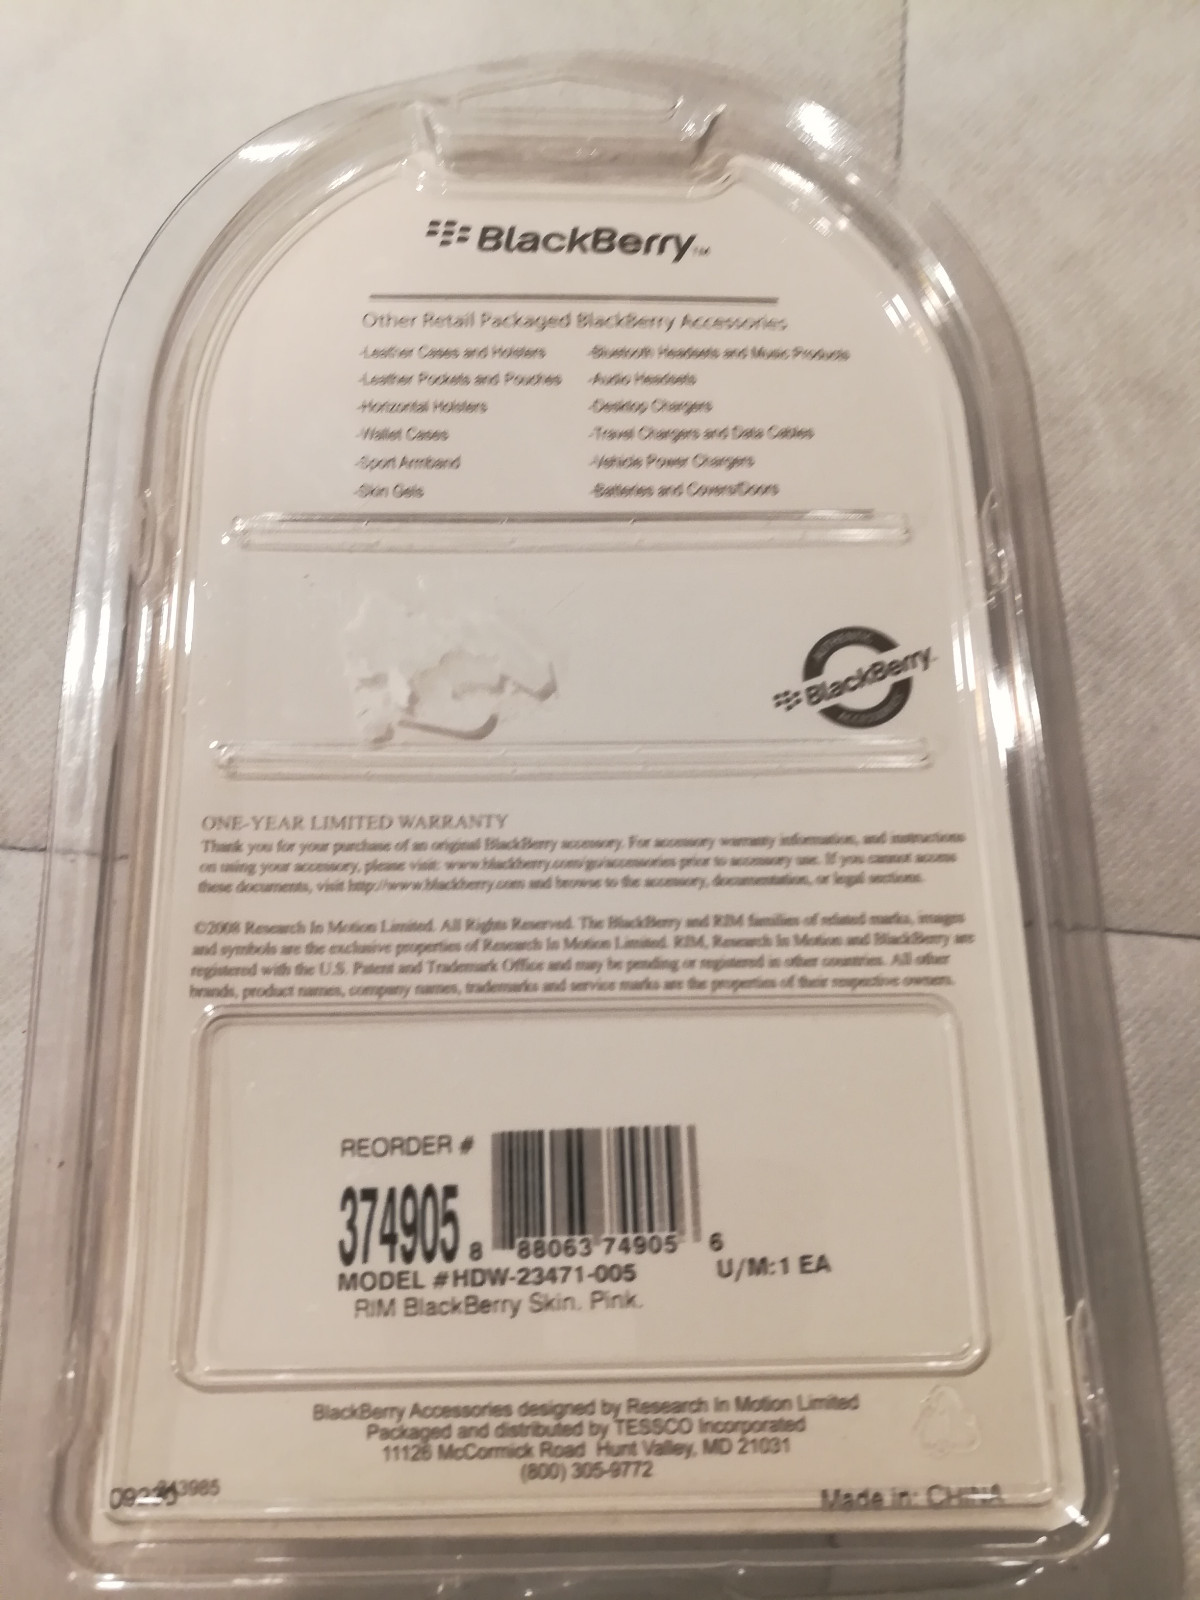 BlackBerry™
Other Retail Packaged BlackBerry Accessories
-Leather Cases and Holsters
-Leather Pockets and Pouches
-Horizontal Holsters
-Wallet Cases
-Sport Armband
-Skin Gels
-Bluetooth Headsets and Music Products
-Audio Headsets
-Desktop Chargers
-Travel Chargers and Data Cables
-Vehicle Power Chargers
-Batteries and Covers/Doors
AUTHENTIC
BlackBerry
ACCESSORIES
ONE-YEAR LIMITED WARRANTY
Thank you for your purchase of an original BlackBerry accessory. For accessory warranty information, and instructions
on using your accessory, please visit: www.blackberry.com/go/accessories prior to accessory use. If you cannot access
these documents, visit http://www.blackberry.com and browse to the accessory, documentation, or legal sections.
©2008 Research In Motion Limited. All Rights Reserved. The BlackBerry and RIM families of related marks, images
and symbols are the exclusive properties of Research In Motion Limited. RIM, Research In Motion and BlackBerry are
registered with the U.S. Patent and Trademark Office and may be pending or registered in other countries. All other
brands, product names, company names, trademarks and service marks are the properties of their respective owners.
REORDER #
374905
8 88063 74905 6
MODEL #HDW-23471-005
U/M:1 EA
RIM BlackBerry Skin. Pink.
BlackBerry Accessories designed by Research In Motion Limited
Packaged and distributed by TESSCO Incorporated
11126 McCormick Road Hunt Valley, MD 21031
(800) 305-9772
Made in: CHINA